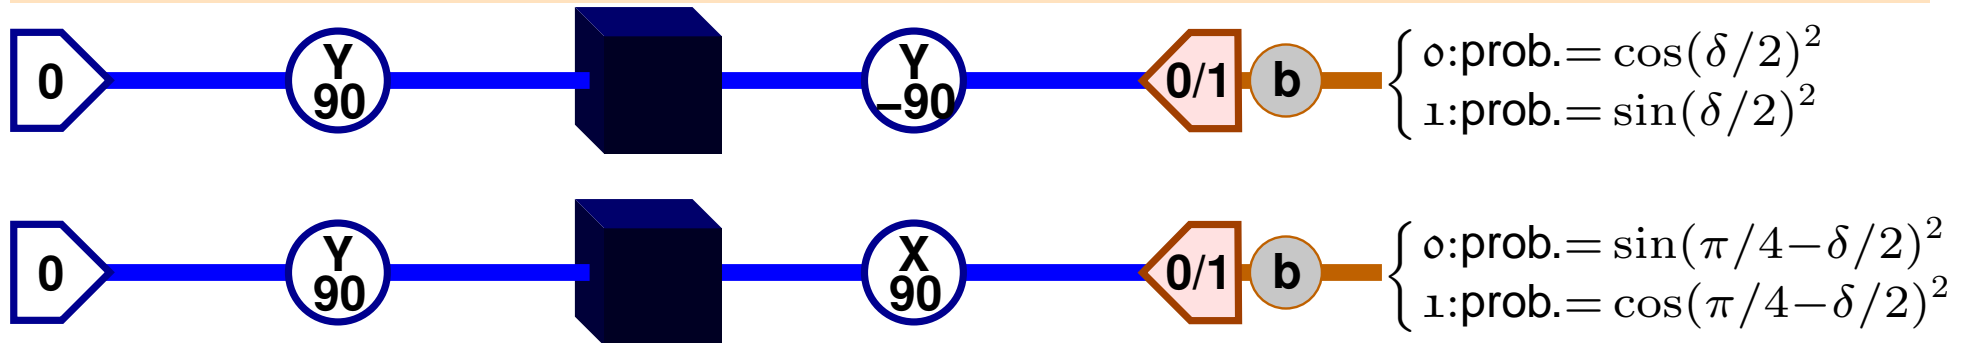 0 Y 90 Y –90 0/1 b { 0:prob.= cos(δ/2)²
1:prob.= sin(δ/2)²
0 Y 90 X 90 0/1 b { 0:prob.= sin(π/4–δ/2)²
1:prob.= cos(π/4–δ/2)²